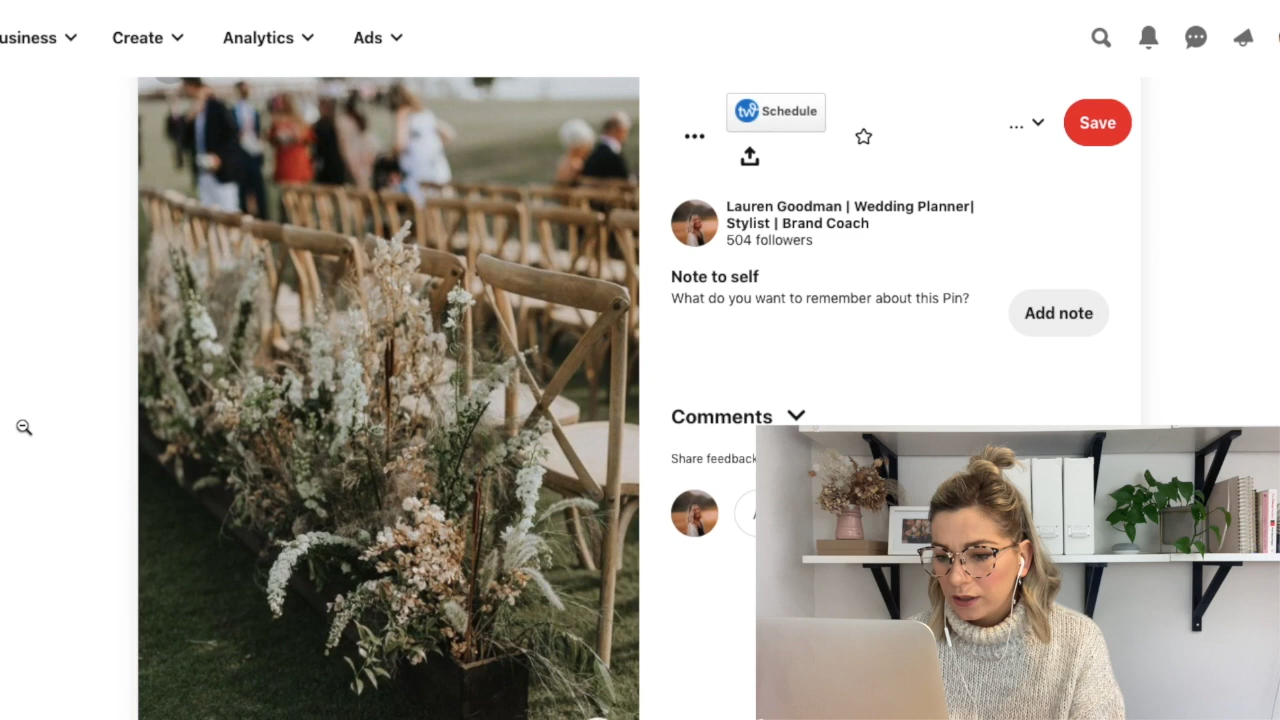 usiness Create Analytics Ads
tw Schedule
... Save
Lauren Goodman | Wedding Planner|
Stylist | Brand Coach
504 followers
Note to self
What do you want to remember about this Pin?
Add note
Comments
Share feedback